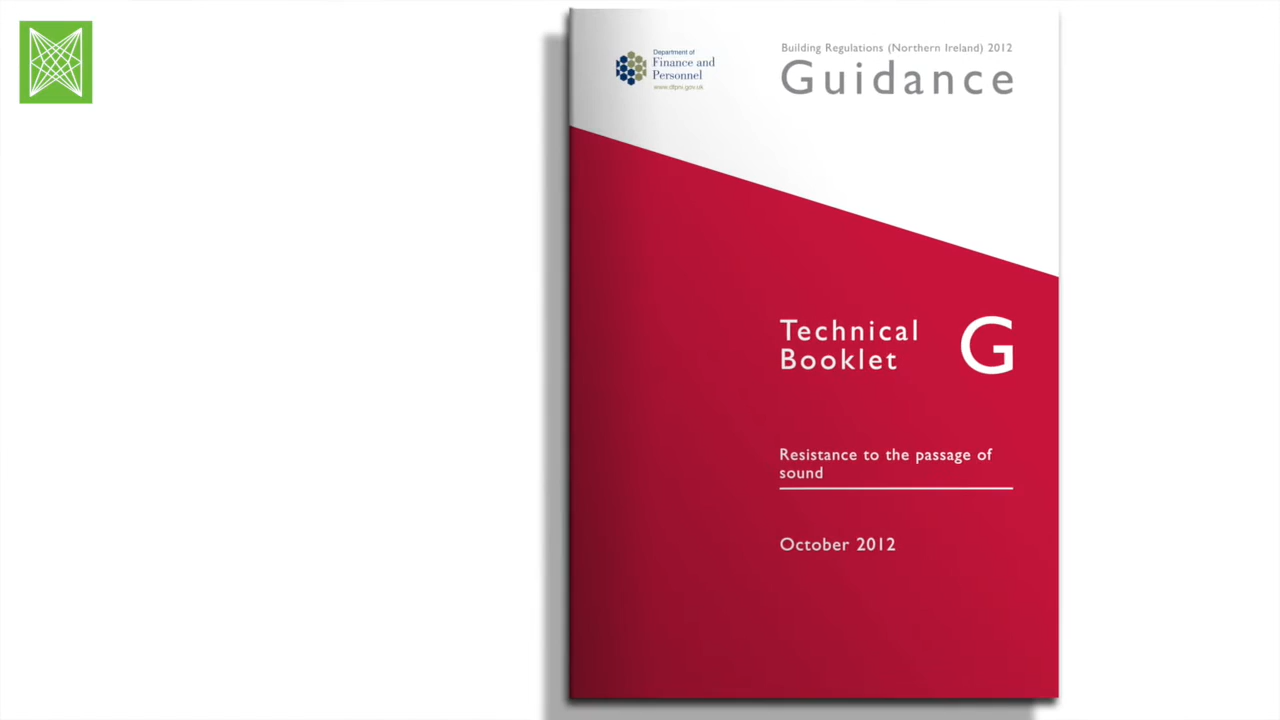 Department of
Finance and
Personnel
www.dfpni.gov.uk
Building Regulations (Northern Ireland) 2012
Guidance
Technical
Booklet
G
Resistance to the passage of
sound
October 2012